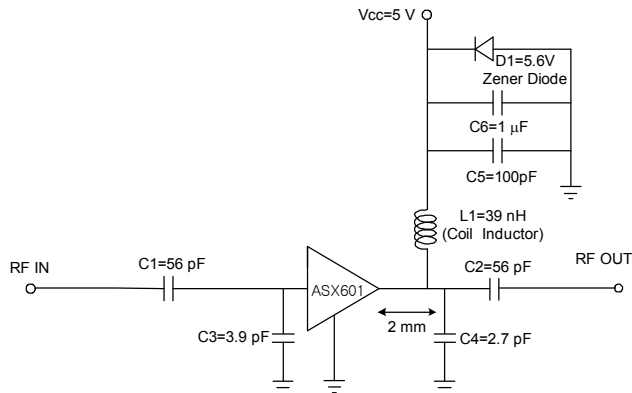 Vcc=5 V
D1=5.6V
Zener Diode
C6=1 μF
C5=100pF
L1=39 nH
(Coil Inductor)
RF IN
C1=56 pF
ASX601
C2=56 pF
RF OUT
C3=3.9 pF
2 mm
C4=2.7 pF